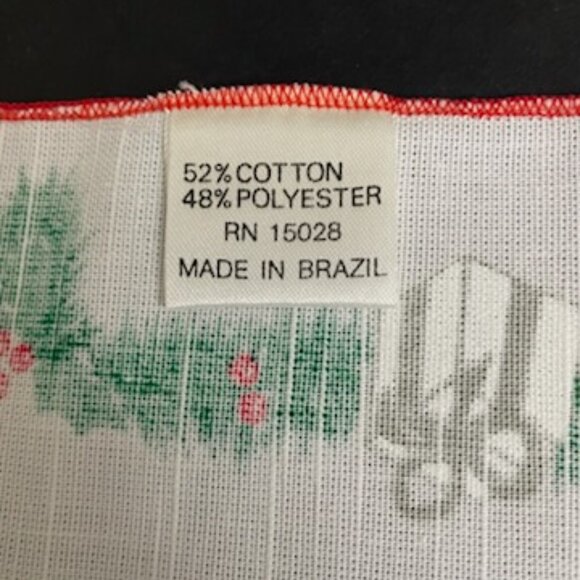 52% COTTON
48% POLYESTER
RN 15028
MADE IN BRAZIL